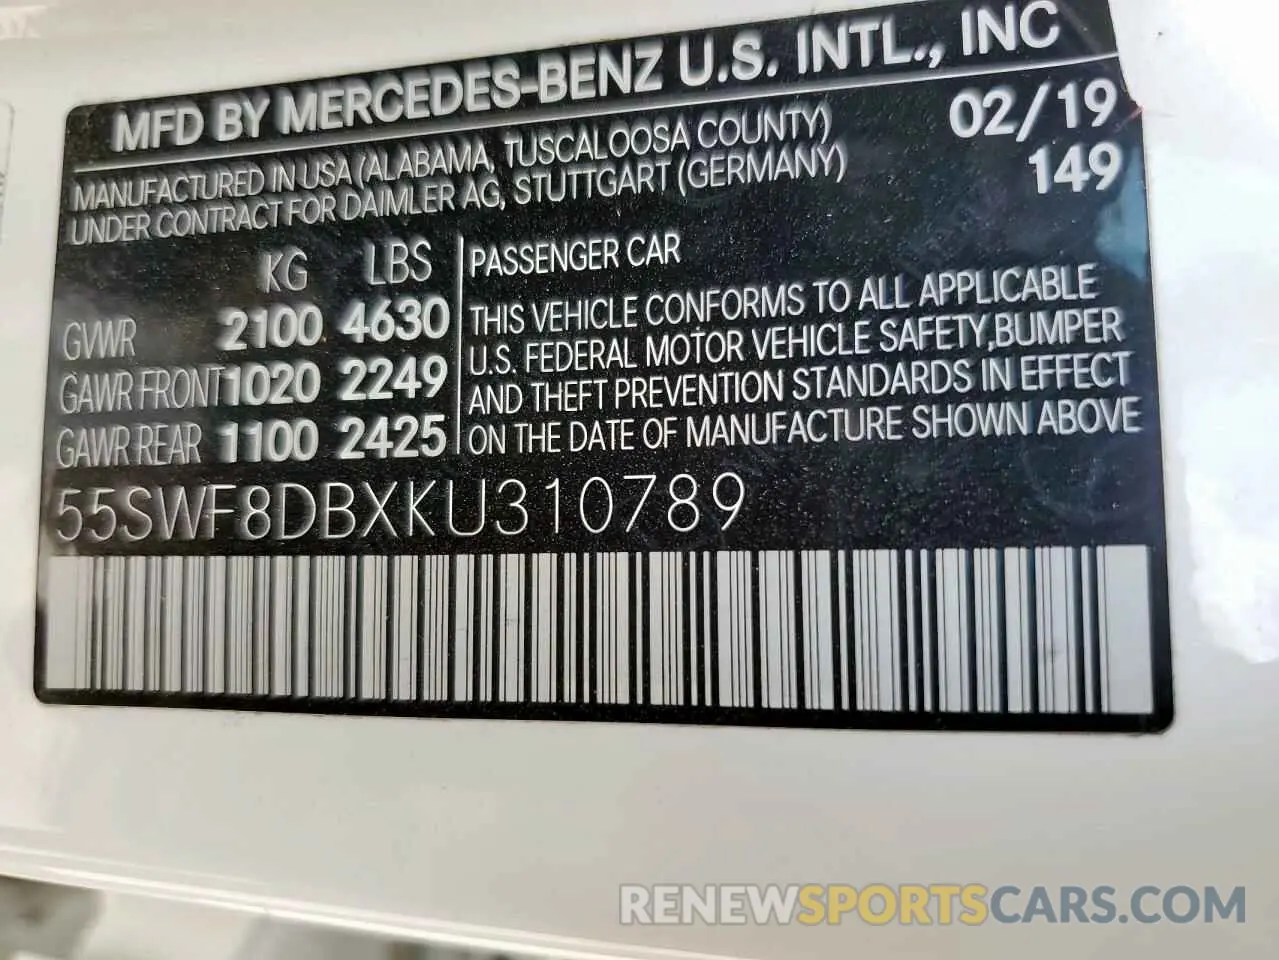 MFD BY MERCEDES-BENZ U.S. INTL., INC
MANUFACTURED IN USA (ALABAMA, TUSCALOOSA COUNTY) 02/19
UNDER CONTRACT FOR DAIMLER AG, STUTTGART (GERMANY) 149
KG LBS
GVWR 2100 4630
GAWR FRONT 1020 2249
GAWR REAR 1100 2425
PASSENGER CAR
THIS VEHICLE CONFORMS TO ALL APPLICABLE
U.S. FEDERAL MOTOR VEHICLE SAFETY, BUMPER
AND THEFT PREVENTION STANDARDS IN EFFECT
ON THE DATE OF MANUFACTURE SHOWN ABOVE
55SWF8DBXKU310789
RENEWSPORTSCARS.COM